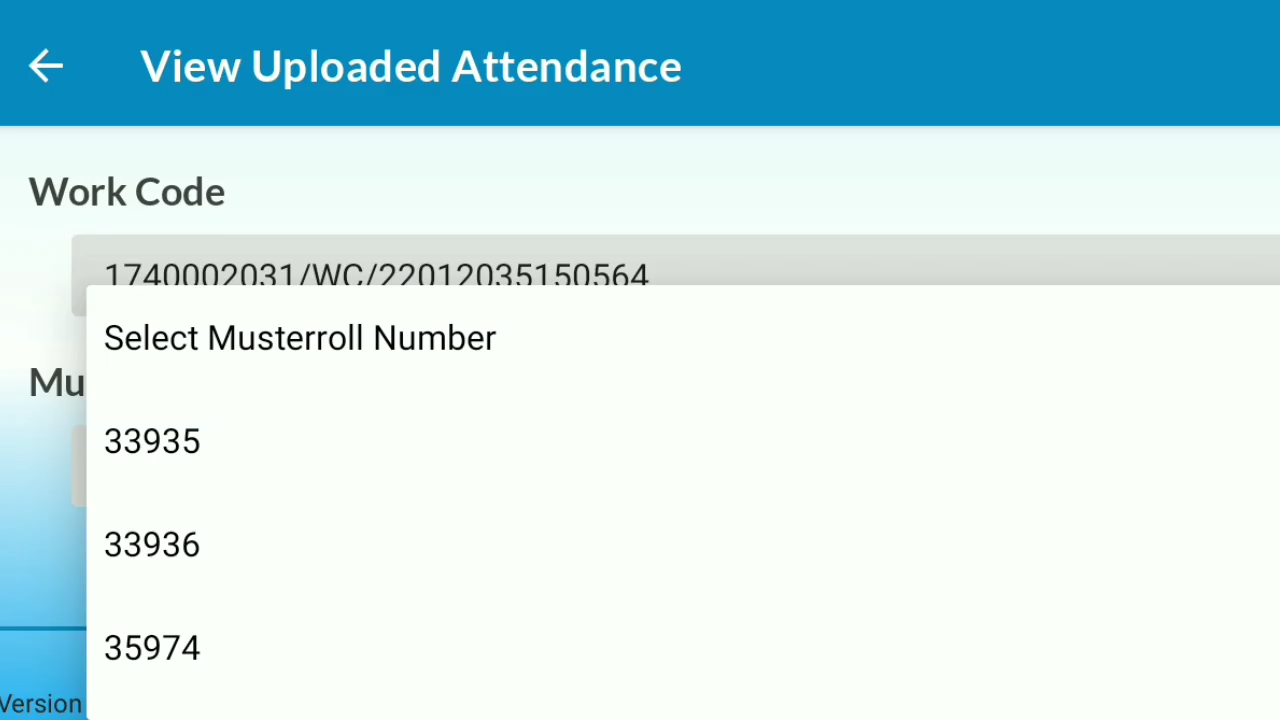 View Uploaded Attendance
Work Code
1740002031/WC/22012035150564
Select Musterroll Number
Mu
33935
33936
35974
Version